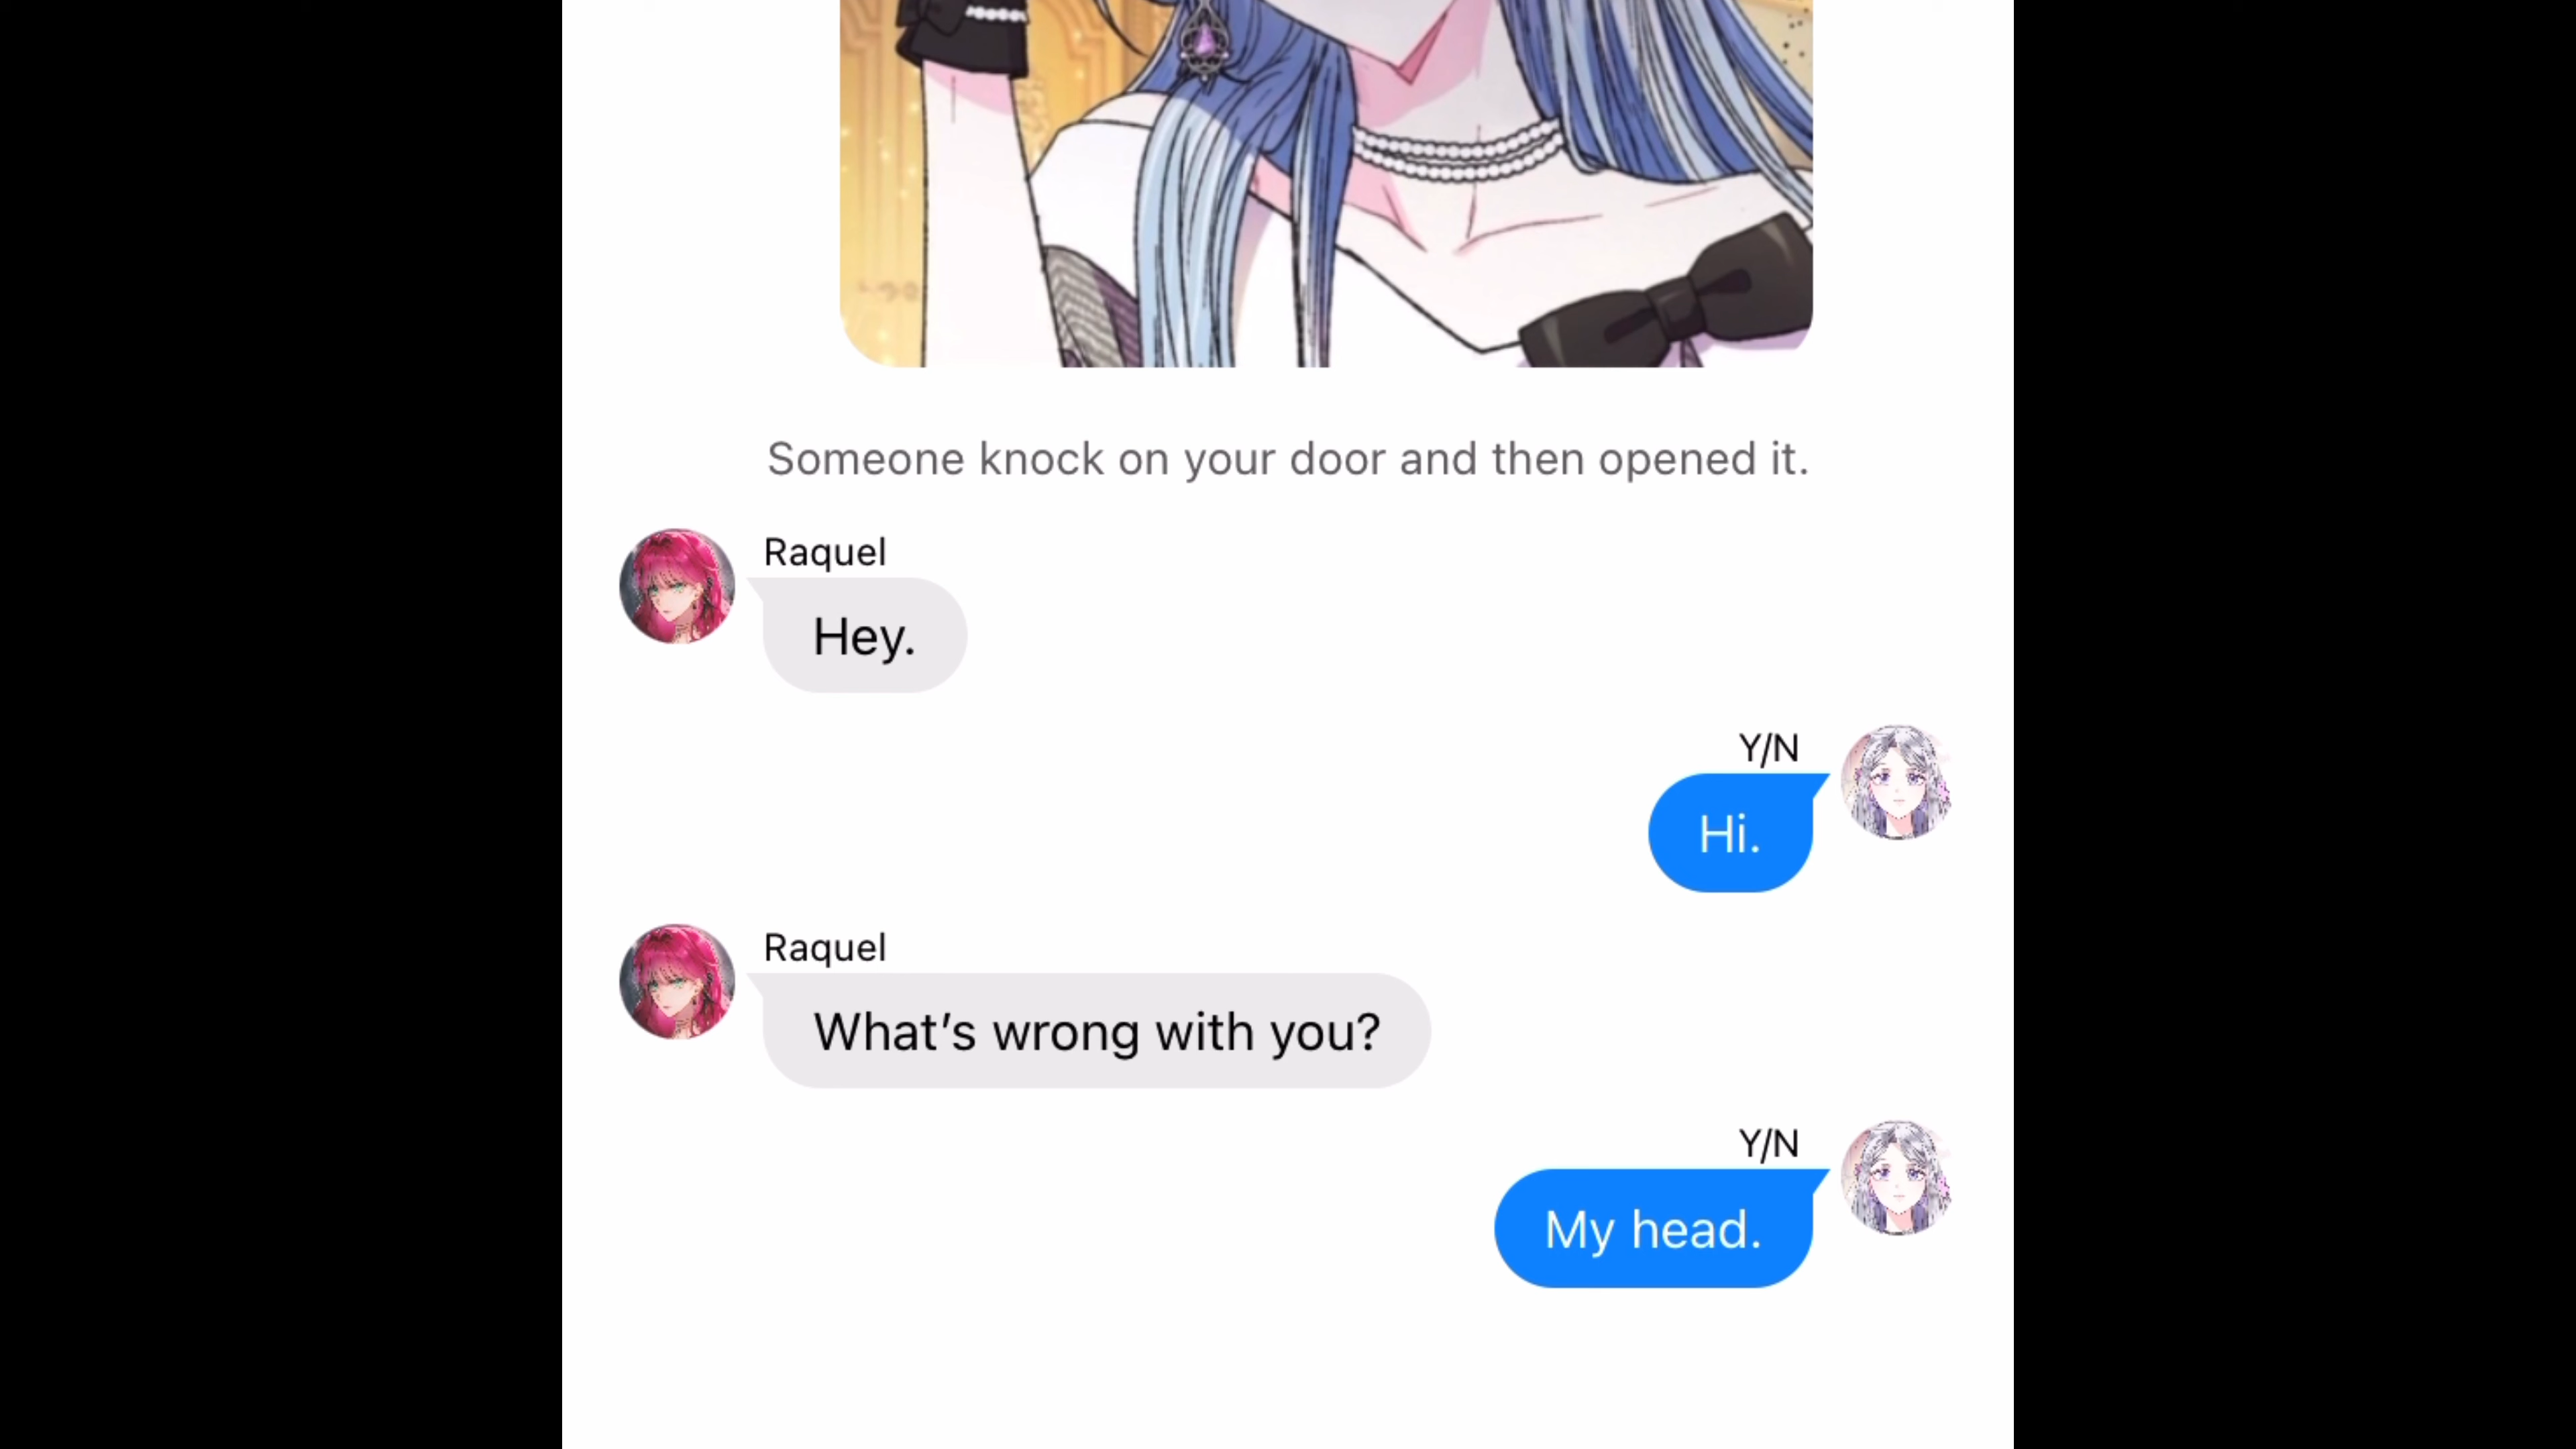 Someone knock on your door and then opened it.
Raquel
Hey.
Y/N
Hi.
Raquel
What’s wrong with you?
Y/N
My head.